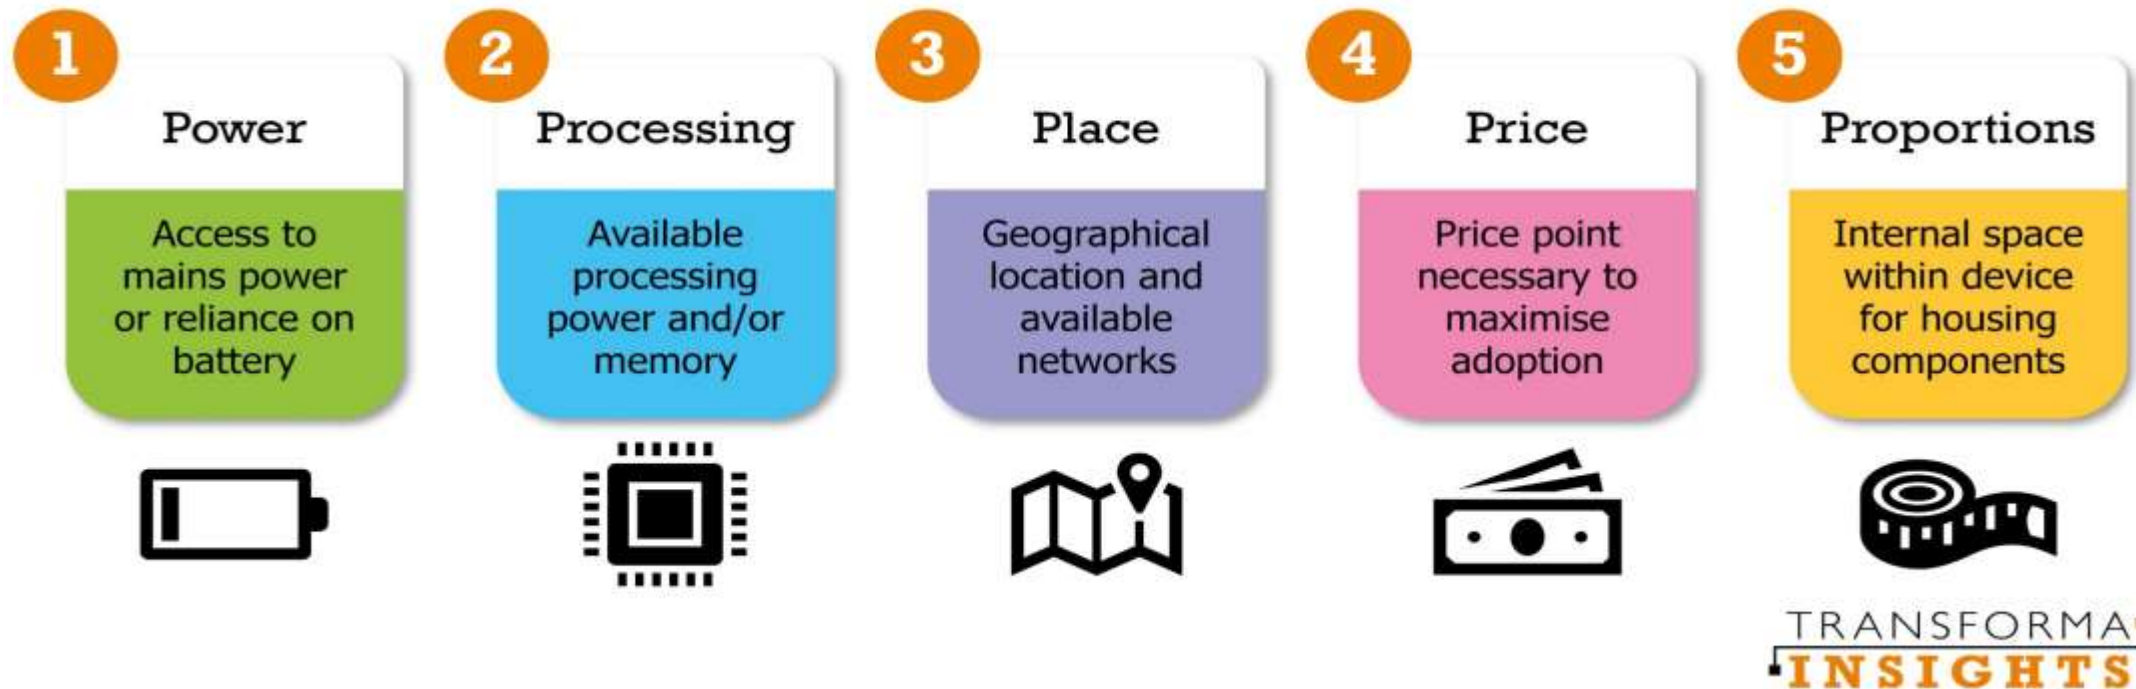 1
Power
Access to
mains power
or reliance on
battery
2
Processing
Available
processing
power and/or
memory
3
Place
Geographical
location and
available
networks
4
Price
Price point
necessary to
maximise
adoption
5
Proportions
Internal space
within device
for housing
components
TRANSFORMA
INSIGHTS